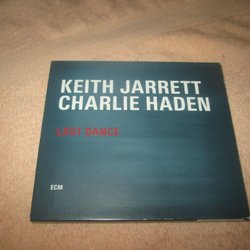 KEITH JARRETT
CHARLIE HADEN
LAST DANCE
ECM